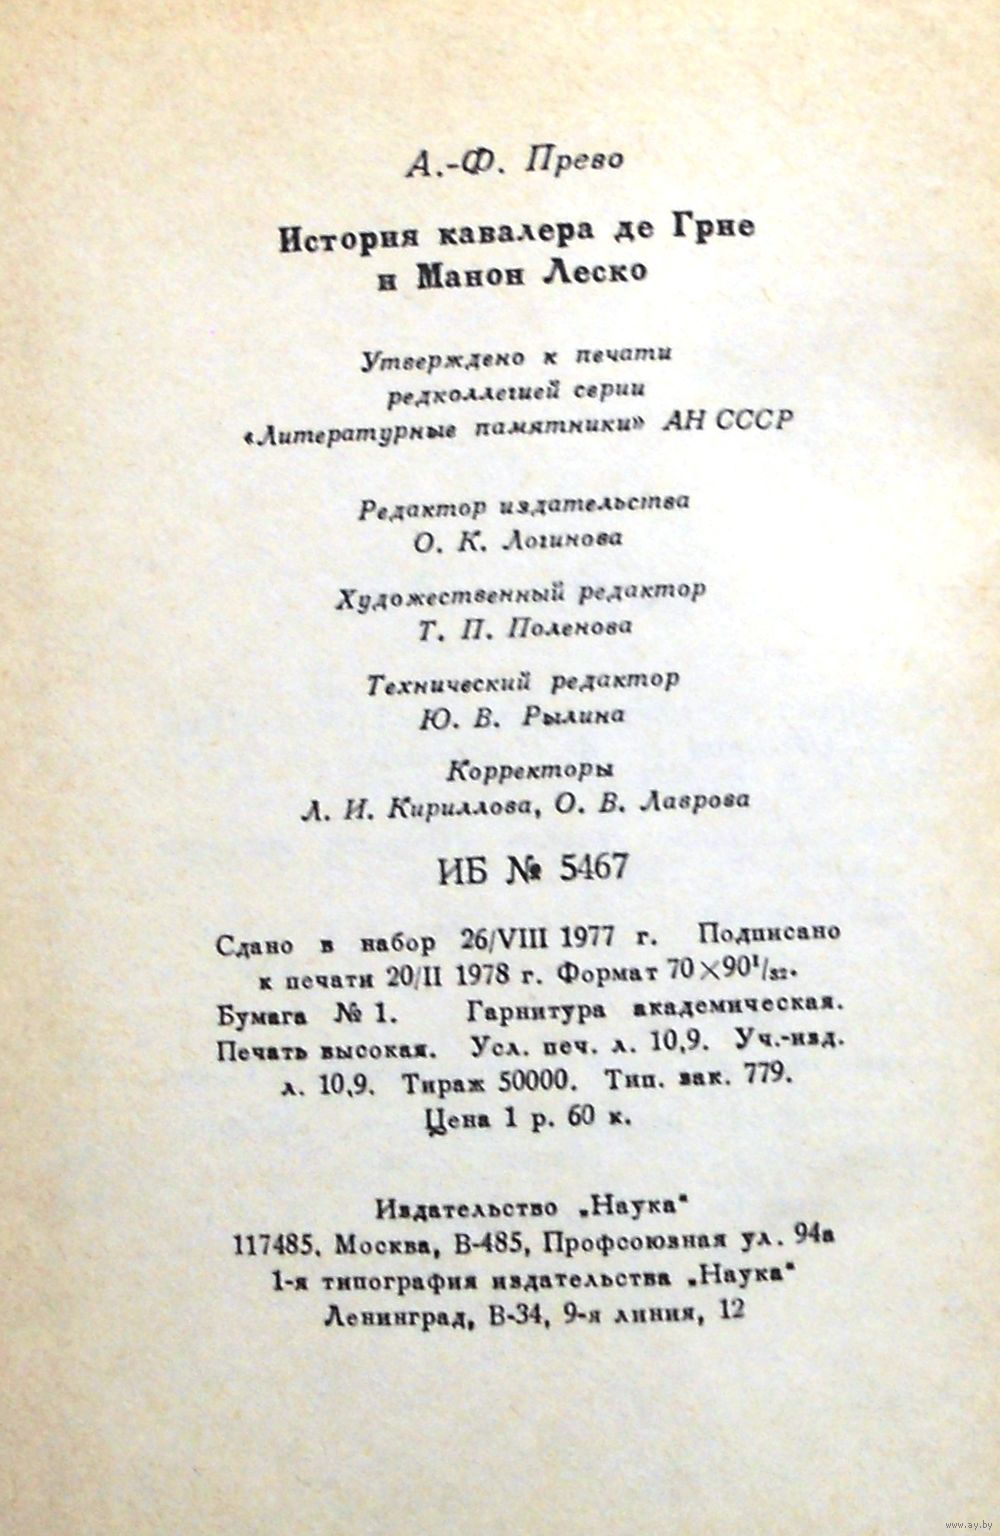 А.-Ф. Прево
История кавалера де Грие
и Манон Леско
Утверждено к печати
редколлегией серии
«Литературные памятники» АН СССР
Редактор издательства
О. К. Логинова
Художественный редактор
Т. П. Поленова
Технический редактор
Ю. В. Рылина
Корректоры
Л. И. Кириллова, О. В. Лаврова
ИБ № 5467
Сдано в набор 26/VIII 1977 г. Подписано
к печати 20/II 1978 г. Формат 70×90¹/₃₂.
Бумага № 1. Гарнитура академическая.
Печать высокая. Усл. печ. л. 10,9. Уч.-изд.
л. 10,9. Тираж 50000. Тип. зак. 779.
Цена 1 р. 60 к.
Издательство „Наука“
117485. Москва, В-485, Профсоюзная ул. 94а
1-я типография издательства „Наука“
Ленинград, В-34, 9-я линия, 12
www.ay.by